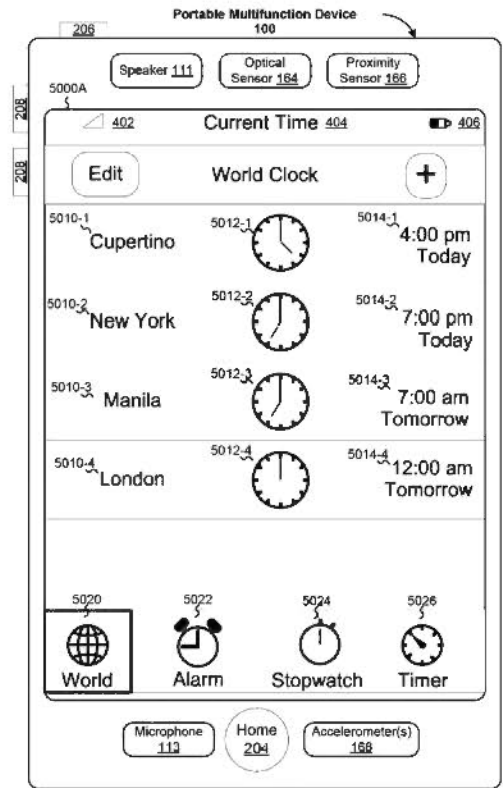 Portable Multifunction Device
100
206
Speaker 111
Optical
Sensor 164
Proximity
Sensor 166
5000A
208
208
402
Current Time 404
406
Edit
World Clock
+
5010-1
Cupertino
5012-1
5014-1
4:00 pm
Today
5010-2
New York
5012-2
5014-2
7:00 pm
Today
5010-3
Manila
5012-3
5014-3
7:00 am
Tomorrow
5010-4
London
5012-4
5014-4
12:00 am
Tomorrow
5020
5022
5024
5026
World
Alarm
Stopwatch
Timer
Microphone
113
Home
204
Accelerometer(s)
168